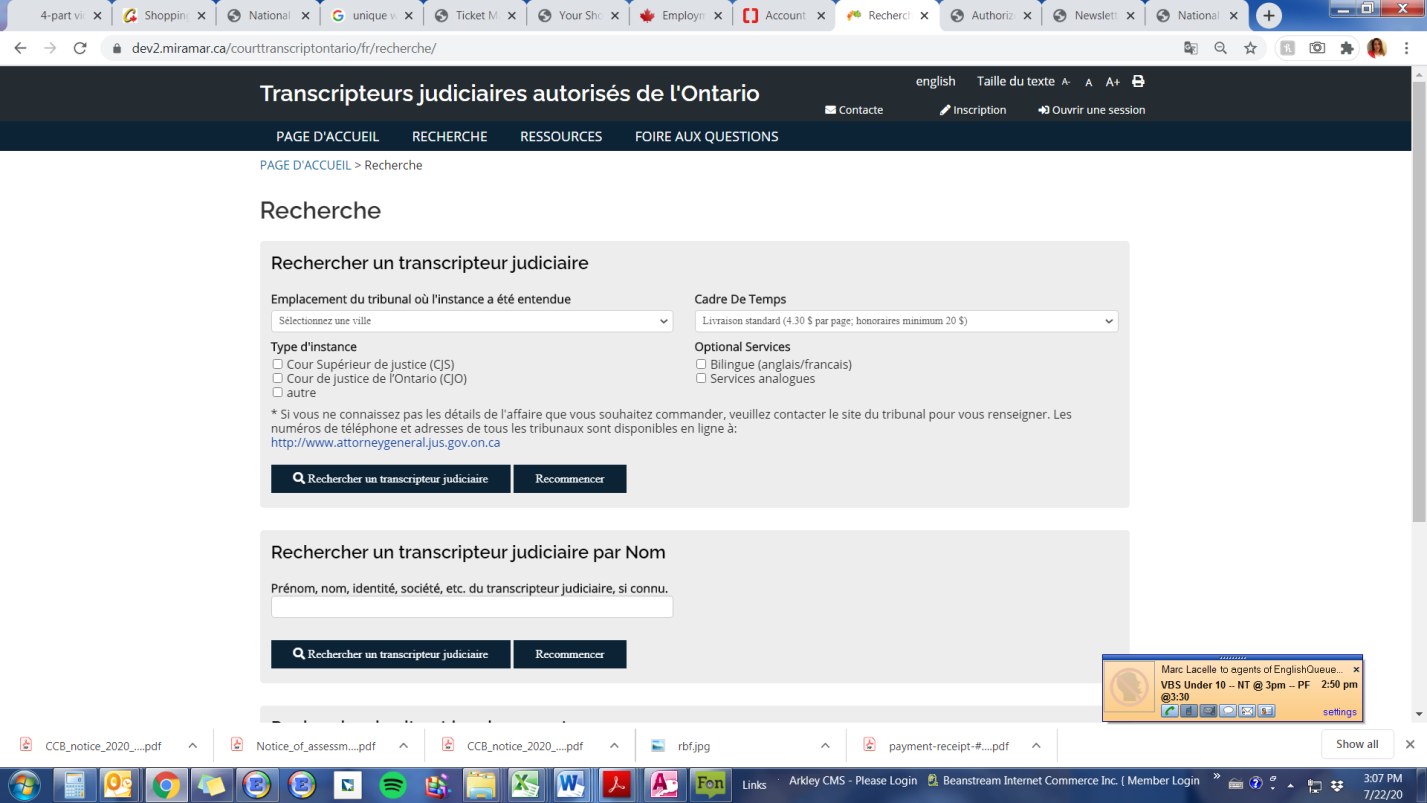 4-part vi
Shopping
National
unique w
Ticket M
Your Sho
Employm
Account
Recherch
Authoriz
Newslett
National
dev2.miramar.ca/courttranscriptontario/fr/recherche/
Transcripteurs judiciaires autorisés de l'Ontario
english Taille du texte A- A A+
Contacte Inscription Ouvrir une session
PAGE D'ACCUEIL RECHERCHE RESSOURCES FOIRE AUX QUESTIONS
PAGE D'ACCUEIL > Recherche
Recherche
Rechercher un transcripteur judiciaire
Emplacement du tribunal où l'instance a été entendue
Sélectionnez une ville
Cadre De Temps
Livraison standard (4.30 $ par page; honoraires minimum 20 $)
Type d'instance
Cour Supérieur de justice (CJS)
Cour de justice de l'Ontario (CJO)
autre
Optional Services
Bilingue (anglais/francais)
Services analogues
* Si vous ne connaissez pas les détails de l'affaire que vous souhaitez commander, veuillez contacter le site du tribunal pour vous renseigner. Les
numéros de téléphone et adresses de tous les tribunaux sont disponibles en ligne à:
http://www.attorneygeneral.jus.gov.on.ca
Rechercher un transcripteur judiciaire Recommencer
Rechercher un transcripteur judiciaire par Nom
Prénom, nom, identité, société, etc. du transcripteur judiciaire, si connu.
Rechercher un transcripteur judiciaire Recommencer
Marc Lacelle to agents of EnglishQueue...
VBS Under 10 -- NT @ 3pm -- PF 2:50 pm
@3:30
settings
CCB_notice_2020_....pdf
Notice_of_assessm....pdf
CCB_notice_2020_....pdf
rbf.jpg
payment-receipt-#....pdf
Show all
Fon
Links
Arkley CMS - Please Login
Beanstream Internet Commerce Inc. ( Member Login
3:07 PM
7/22/20